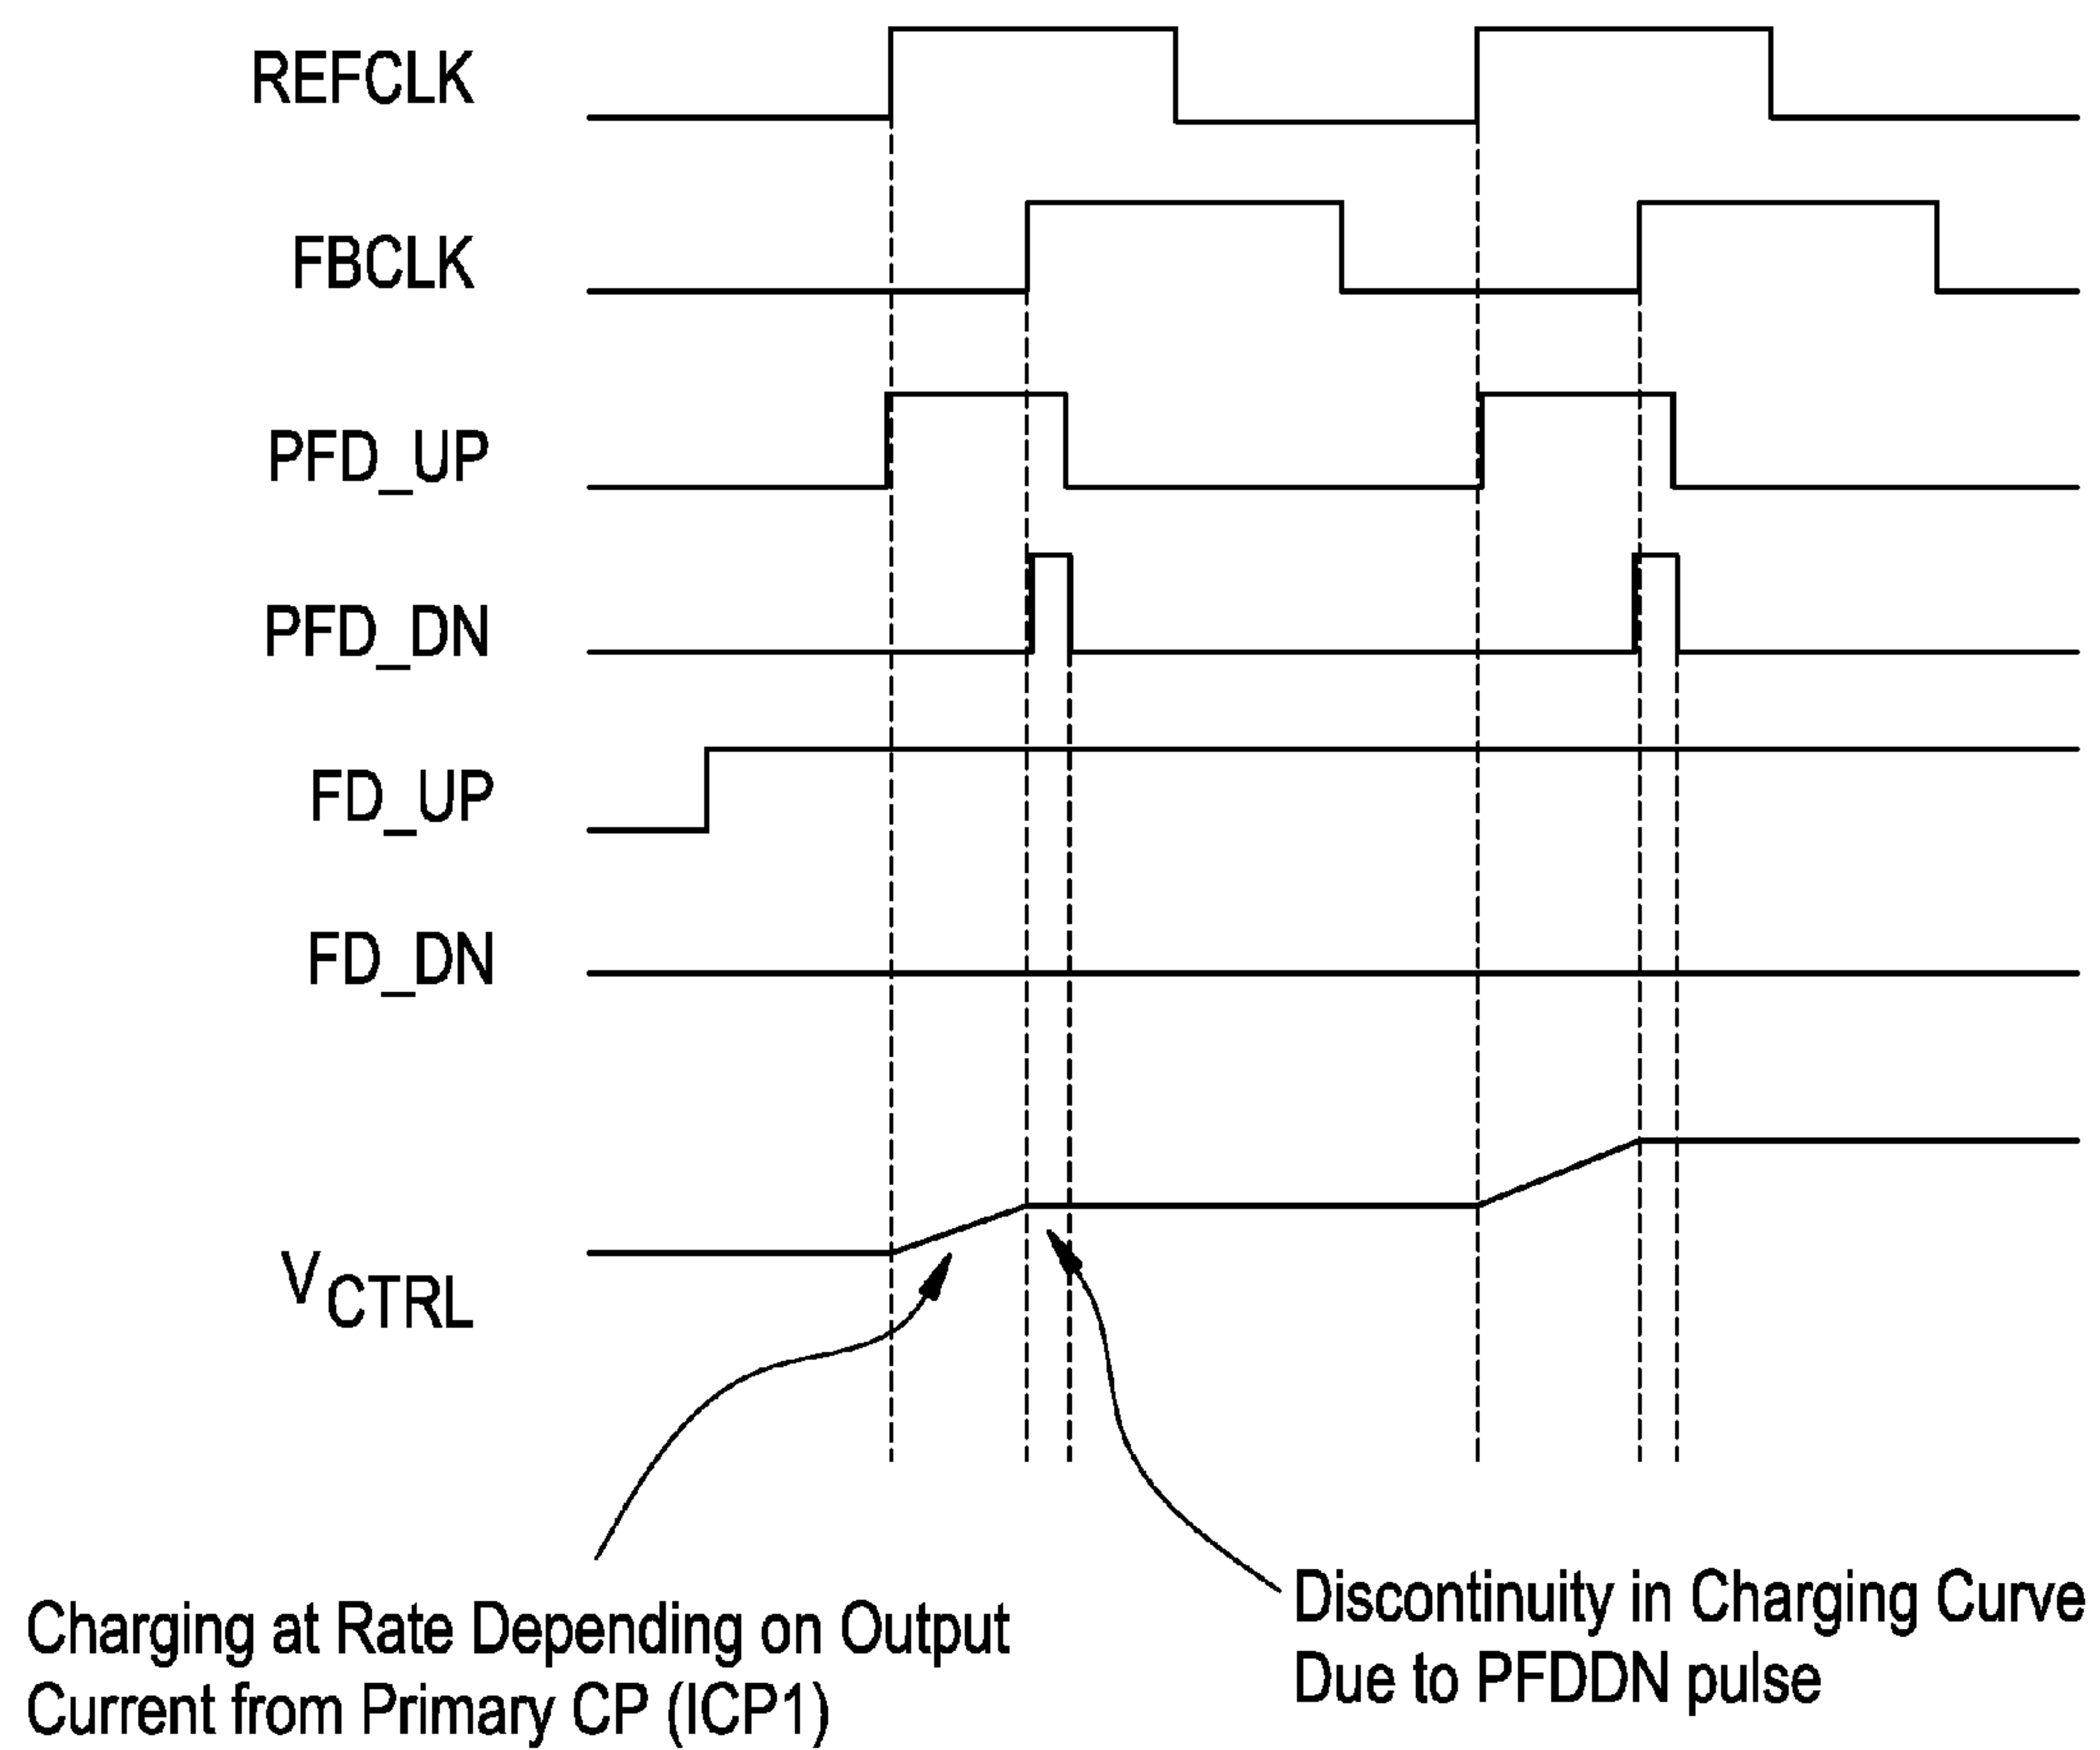 REFCLK
FBCLK
PFD_UP
PFD_DN
FD_UP
FD_DN
VCTRL
Charging at Rate Depending on Output
Current from Primary CP (ICP1)
Discontinuity in Charging Curve
Due to PFDDN pulse